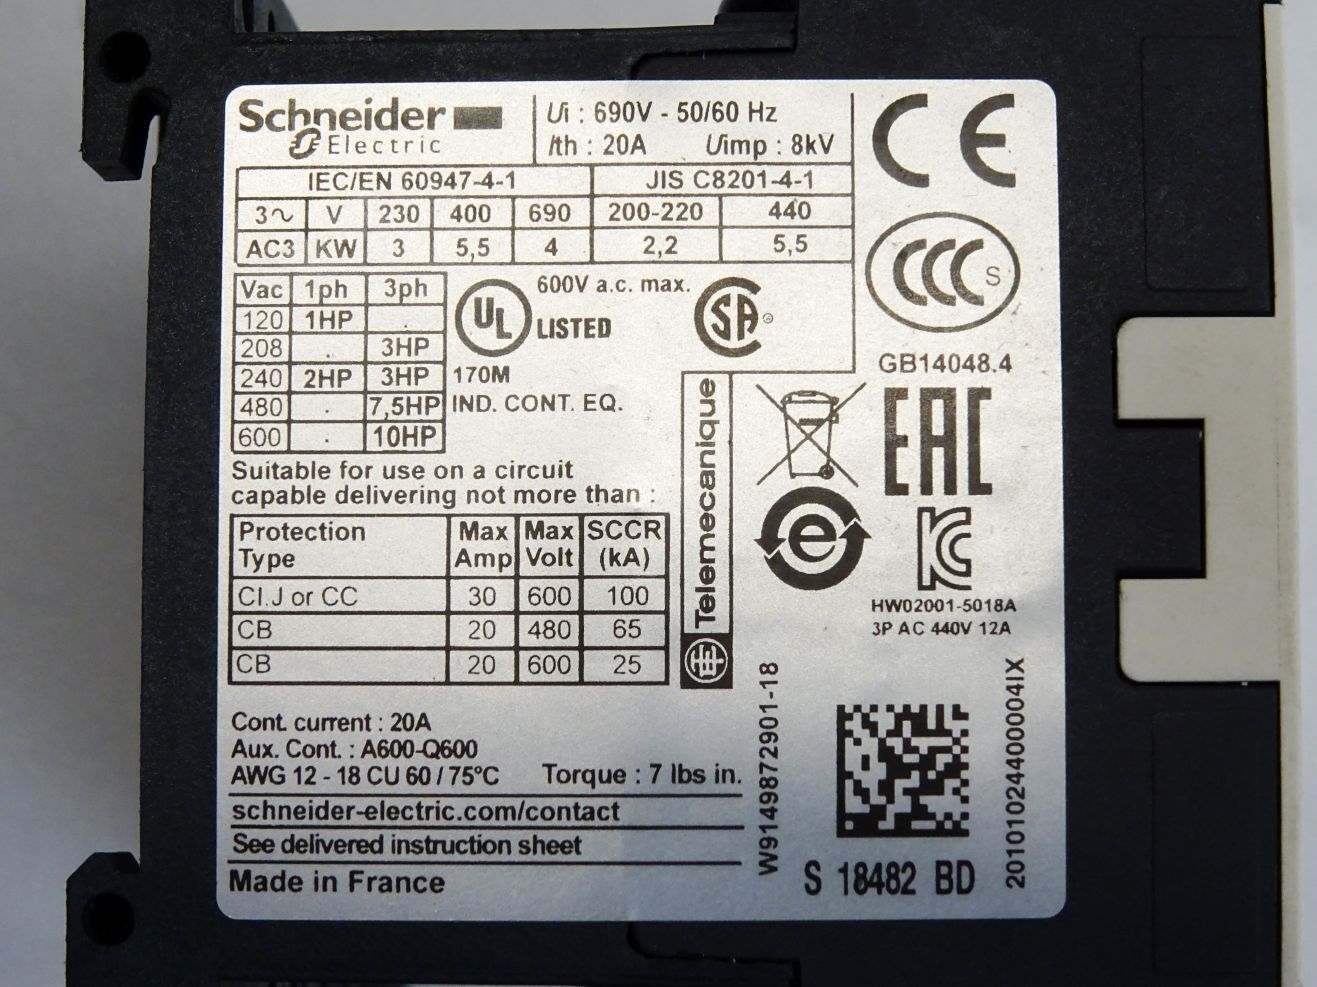 Schneider
Electric
Ui : 690V - 50/60 Hz
Ith : 20A Uimp : 8kV
IEC/EN 60947-4-1 JIS C8201-4-1
3∿ V 230 400 690 200-220 440
AC3 KW 3 5,5 4 2,2 5,5
Vac 1ph 3ph
120 1HP .
208 . 3HP
240 2HP 3HP
480 . 7,5HP
600 . 10HP
UL LISTED
600V a.c. max.
SA
170M
IND. CONT. EQ.
CE
CCC S
GB14048.4
EAC
KC
HW02001-5018A
3P AC 440V 12A
e
Telemecanique
Suitable for use on a circuit
capable delivering not more than :
Protection Type Max Amp Max Volt SCCR (kA)
Cl.J or CC 30 600 100
CB 20 480 65
CB 20 600 25
Cont. current : 20A
Aux. Cont. : A600-Q600
AWG 12 - 18 CU 60 / 75°C Torque : 7 lbs in.
schneider-electric.com/contact
See delivered instruction sheet
Made in France
W9149872901-18
S 18482 BD
20101024400004IX